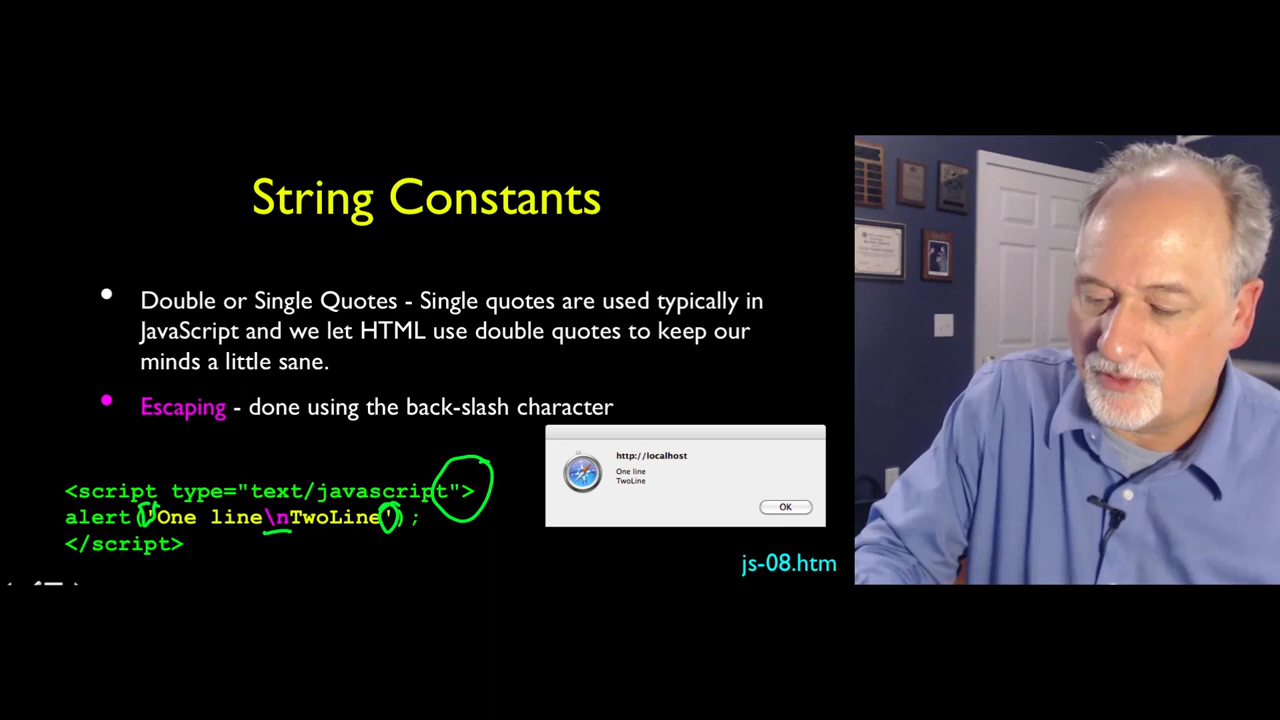 String Constants
• Double or Single Quotes - Single quotes are used typically in
JavaScript and we let HTML use double quotes to keep our
minds a little sane.
• Escaping - done using the back-slash character
<script type="text/javascript">
alert('One line\nTwoLine');
</script>
http://localhost
One line
TwoLine
OK
js-08.htm